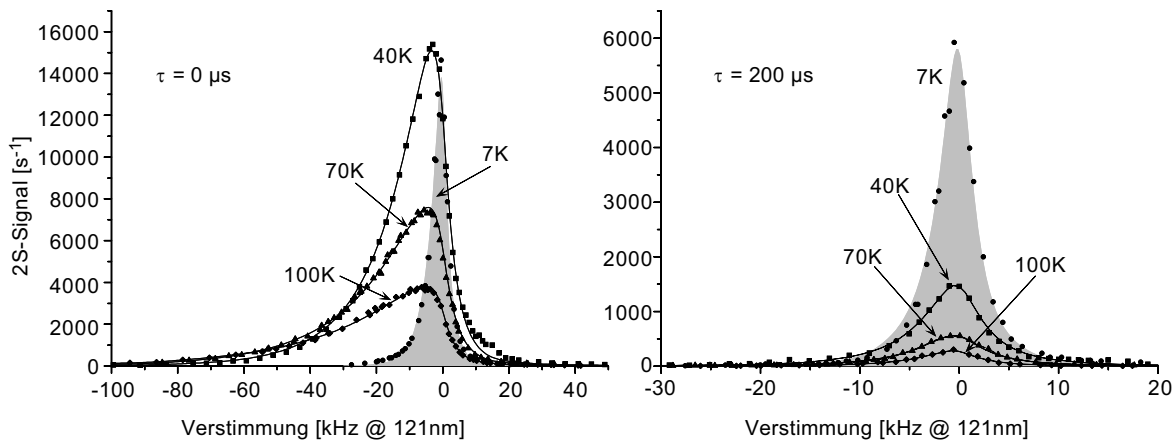 16000
14000
12000
10000
8000
6000
4000
2000
0
2S-Signal [s⁻¹]
τ = 0 µs
40K
7K
70K
100K
-100
-80
-60
-40
-20
0
20
40
Verstimmung [kHz @ 121nm]
6000
5000
4000
3000
2000
1000
0
τ = 200 µs
7K
40K
70K
100K
-30
-20
-10
0
10
20
Verstimmung [kHz @ 121nm]